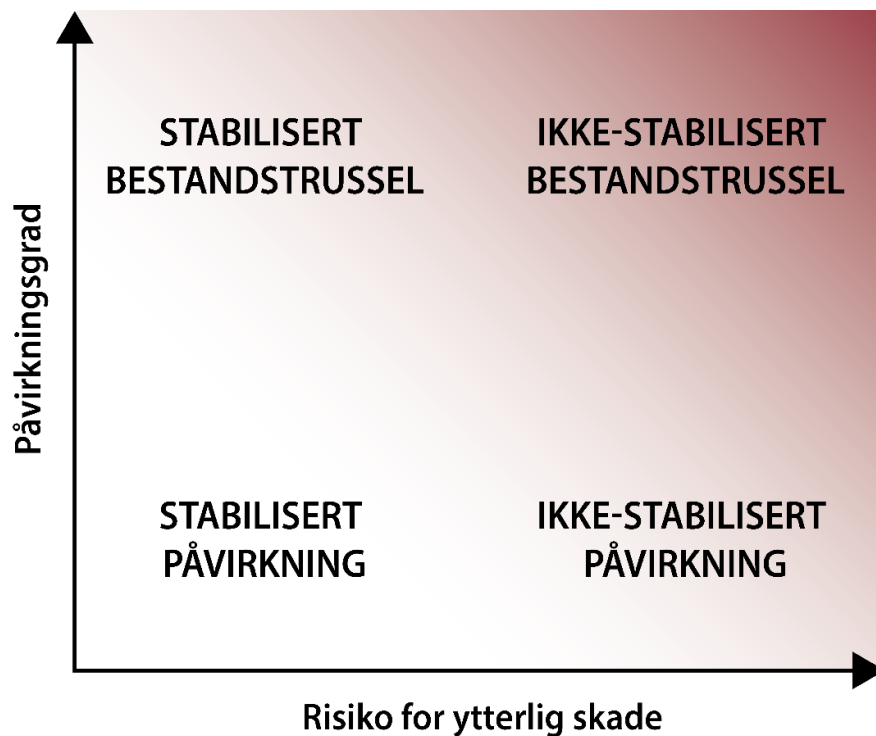 STABILISERT
BESTANDSTRUSSEL
IKKE-STABILISERT
BESTANDSTRUSSEL
Påvirkningsgrad
STABILISERT
PÅVIRKNING
IKKE-STABILISERT
PÅVIRKNING
Risiko for ytterlig skade